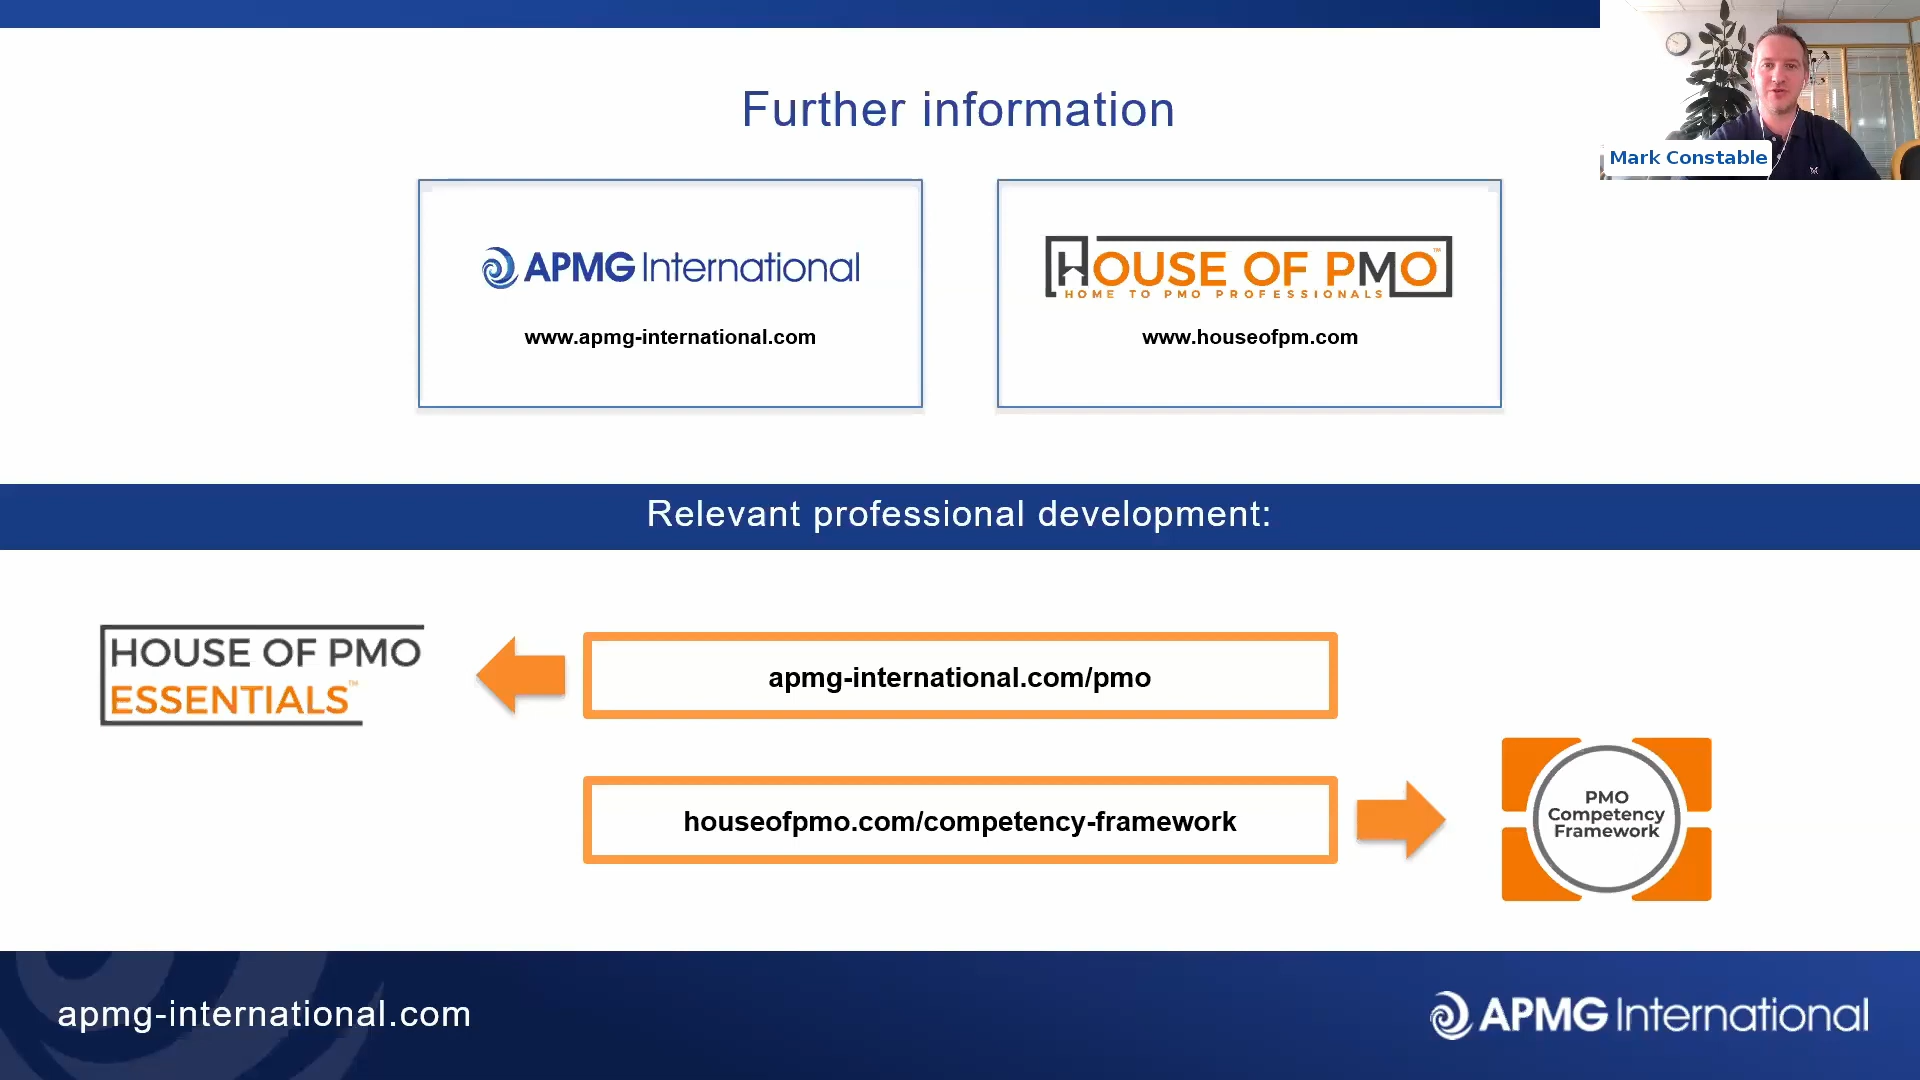 Further information
Mark Constable
APMG International
www.apmg-international.com
HOUSE OF PMO™
HOME TO PMO PROFESSIONALS
www.houseofpm.com
Relevant professional development:
HOUSE OF PMO
ESSENTIALS™
apmg-international.com/pmo
houseofpmo.com/competency-framework
PMO
Competency
Framework
apmg-international.com
APMG International